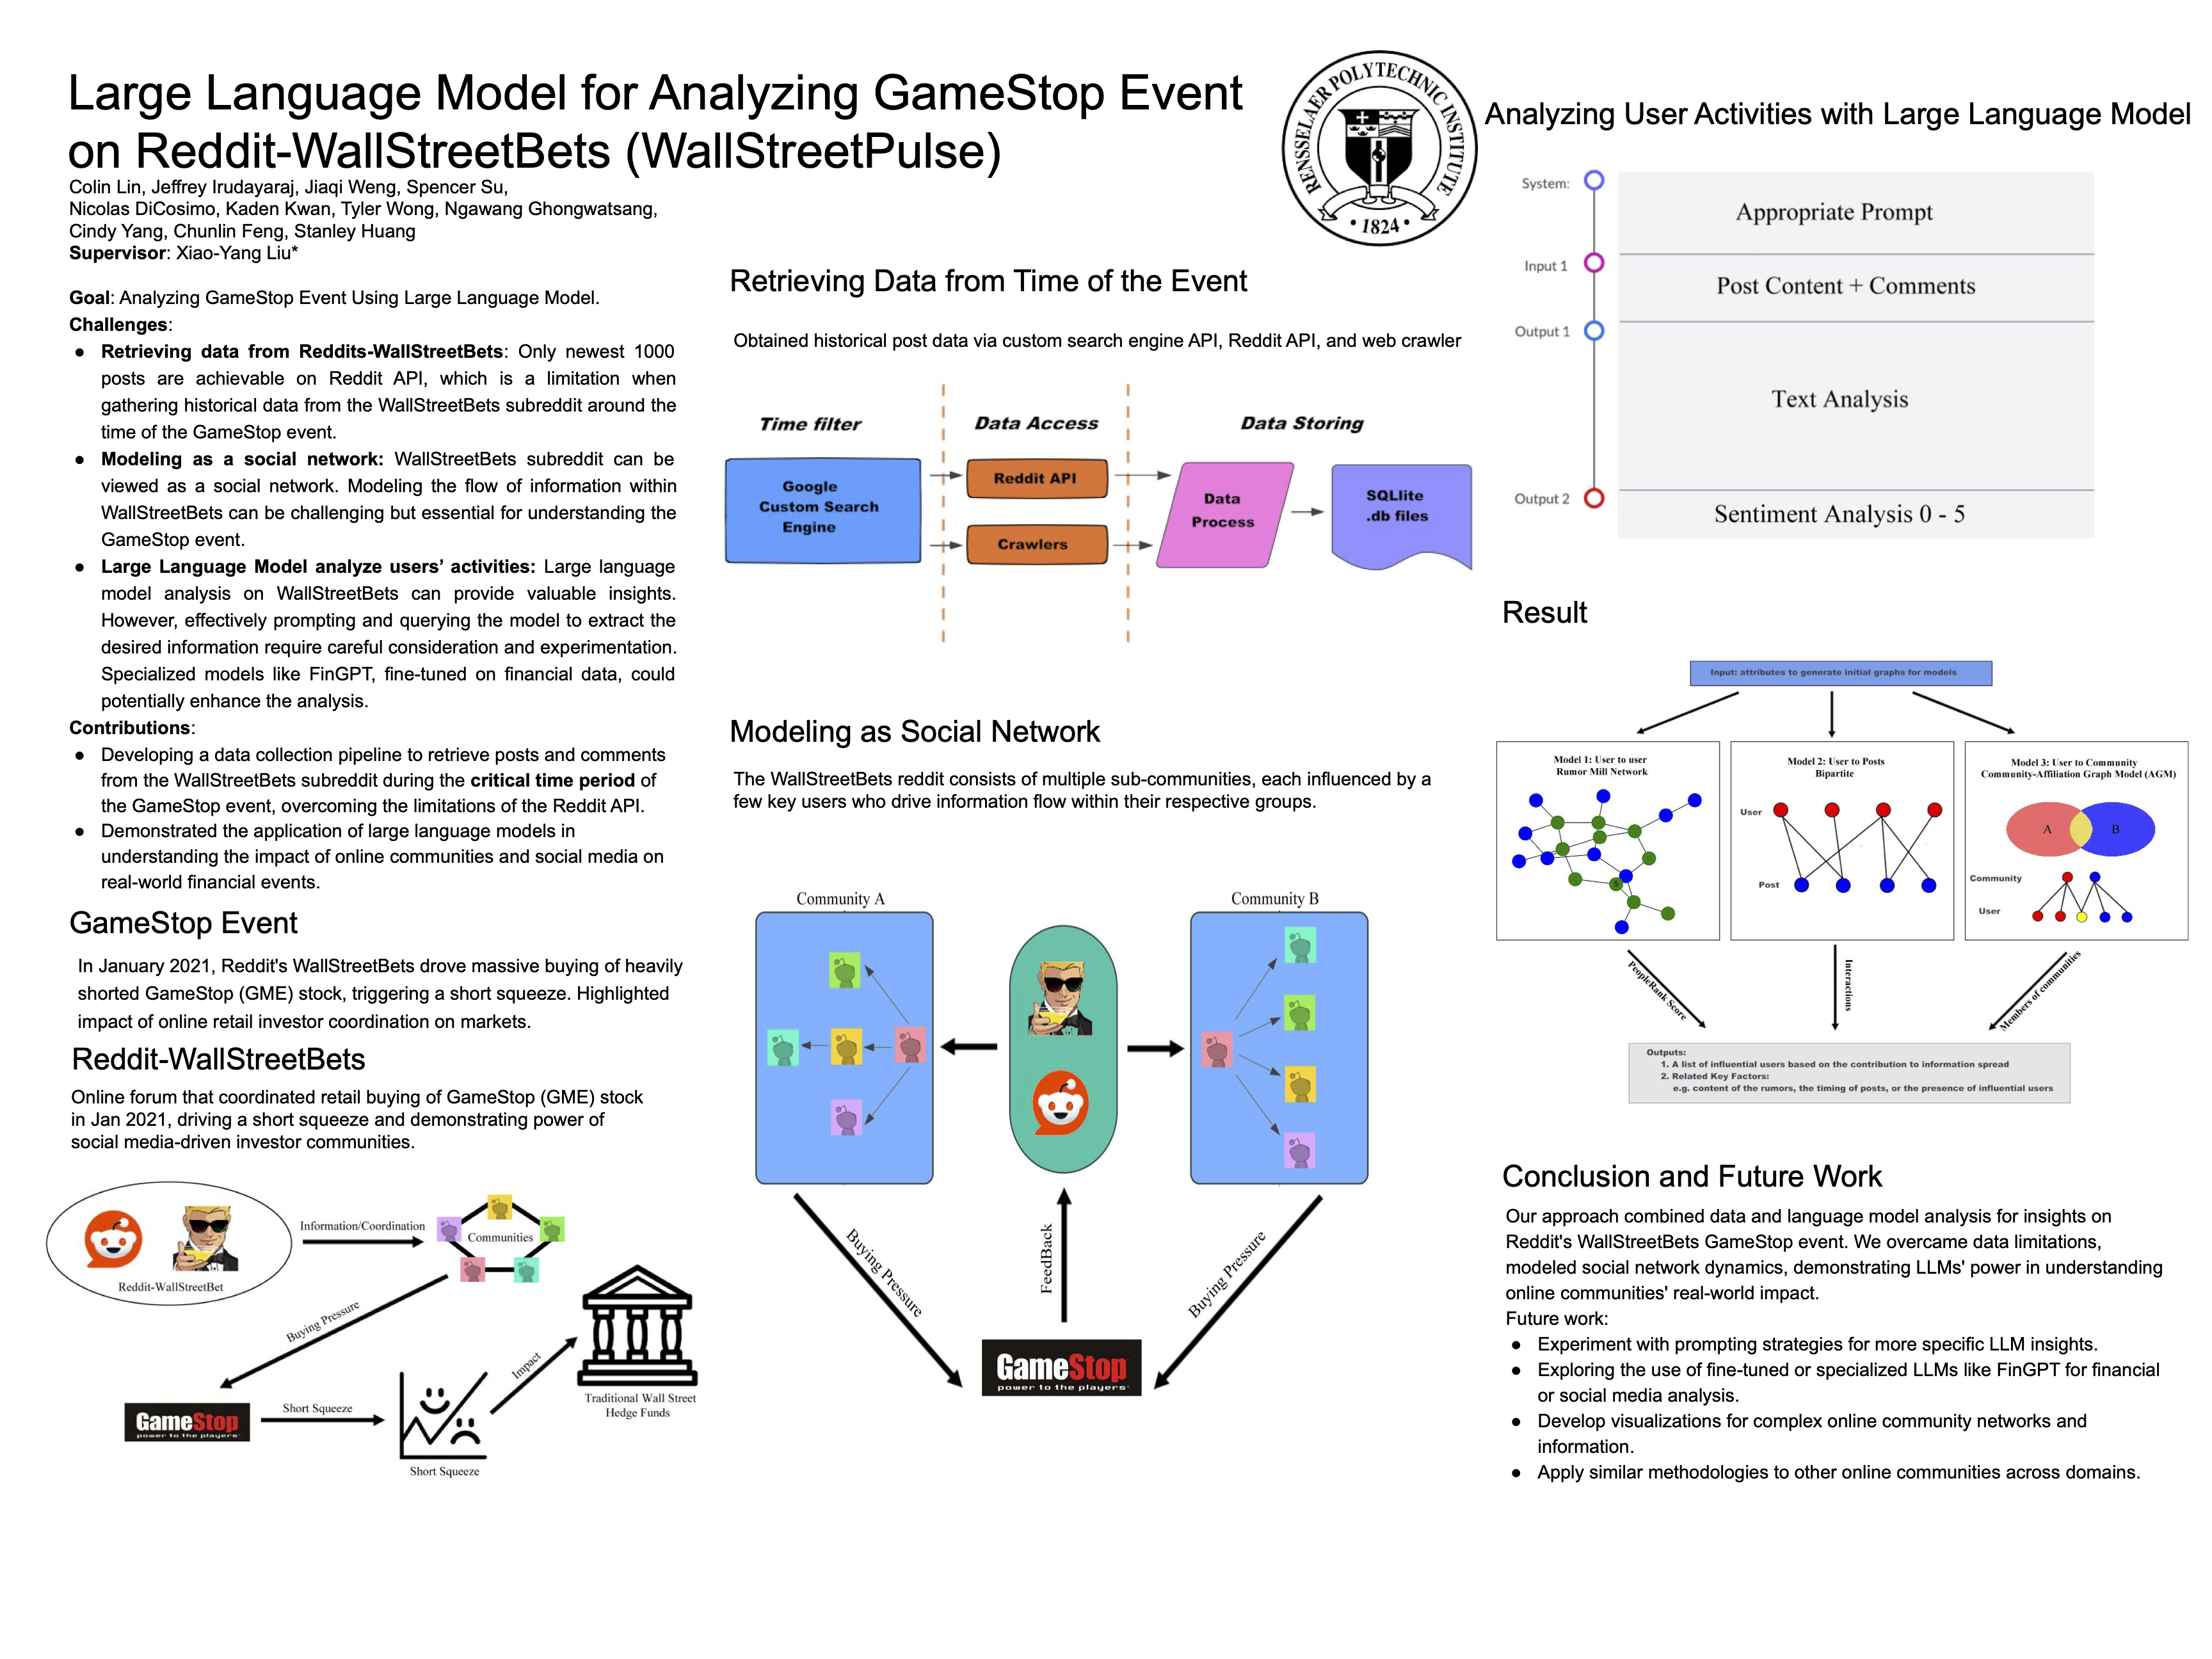 Large Language Model for Analyzing GameStop Event
on Reddit-WallStreetBets (WallStreetPulse)
Colin Lin, Jeffrey Irudayaraj, Jiaqi Weng, Spencer Su,
Nicolas DiCosimo, Kaden Kwan, Tyler Wong, Ngawang Ghongwatsang,
Cindy Yang, Chunlin Feng, Stanley Huang
Supervisor: Xiao-Yang Liu*
RENSSELAER POLYTECHNIC INSTITUTE
• 1824 •
Goal: Analyzing GameStop Event Using Large Language Model.
Challenges:
● Retrieving data from Reddits-WallStreetBets: Only newest 1000
posts are achievable on Reddit API, which is a limitation when
gathering historical data from the WallStreetBets subreddit around the
time of the GameStop event.
● Modeling as a social network: WallStreetBets subreddit can be
viewed as a social network. Modeling the flow of information within
WallStreetBets can be challenging but essential for understanding the
GameStop event.
● Large Language Model analyze users’ activities: Large language
model analysis on WallStreetBets can provide valuable insights.
However, effectively prompting and querying the model to extract the
desired information require careful consideration and experimentation.
Specialized models like FinGPT, fine-tuned on financial data, could
potentially enhance the analysis.
Contributions:
● Developing a data collection pipeline to retrieve posts and comments
from the WallStreetBets subreddit during the critical time period of
the GameStop event, overcoming the limitations of the Reddit API.
● Demonstrated the application of large language models in
understanding the impact of online communities and social media on
real-world financial events.
GameStop Event
In January 2021, Reddit's WallStreetBets drove massive buying of heavily
shorted GameStop (GME) stock, triggering a short squeeze. Highlighted
impact of online retail investor coordination on markets.
Reddit-WallStreetBets
Online forum that coordinated retail buying of GameStop (GME) stock
in Jan 2021, driving a short squeeze and demonstrating power of
social media-driven investor communities.
Reddit-WallStreetBet
Information/Coordination
Communities
Buying Pressure
GameStop
power to the players
Short Squeeze
Short Squeeze
Impact
Traditional Wall Street
Hedge Funds
Retrieving Data from Time of the Event
Obtained historical post data via custom search engine API, Reddit API, and web crawler
Time filter
Data Access
Data Storing
Google
Custom Search
Engine
Reddit API
Crawlers
Data
Process
SQLlite
.db files
Modeling as Social Network
The WallStreetBets reddit consists of multiple sub-communities, each influenced by a
few key users who drive information flow within their respective groups.
Community A
Community B
Buying Pressure
FeedBack
Buying Pressure
GameStop
power to the players
Analyzing User Activities with Large Language Model
System:
Appropriate Prompt
Input 1
Post Content + Comments
Output 1
Text Analysis
Output 2
Sentiment Analysis 0 - 5
Result
Input: attributes to generate initial graphs for models
Model 1: User to user
Rumor Mill Network
S
Model 2: User to Posts
Bipartite
User
Post
Model 3: User to Community
Community-Affiliation Graph Model (AGM)
A
B
Community
User
PeopleRank Score
Interactions
Members of communities
Outputs:
1. A list of influential users based on the contribution to information spread
2. Related Key Factors:
e.g. content of the rumors, the timing of posts, or the presence of influential users
Conclusion and Future Work
Our approach combined data and language model analysis for insights on
Reddit's WallStreetBets GameStop event. We overcame data limitations,
modeled social network dynamics, demonstrating LLMs' power in understanding
online communities' real-world impact.
Future work:
● Experiment with prompting strategies for more specific LLM insights.
● Exploring the use of fine-tuned or specialized LLMs like FinGPT for financial
or social media analysis.
● Develop visualizations for complex online community networks and
information.
● Apply similar methodologies to other online communities across domains.